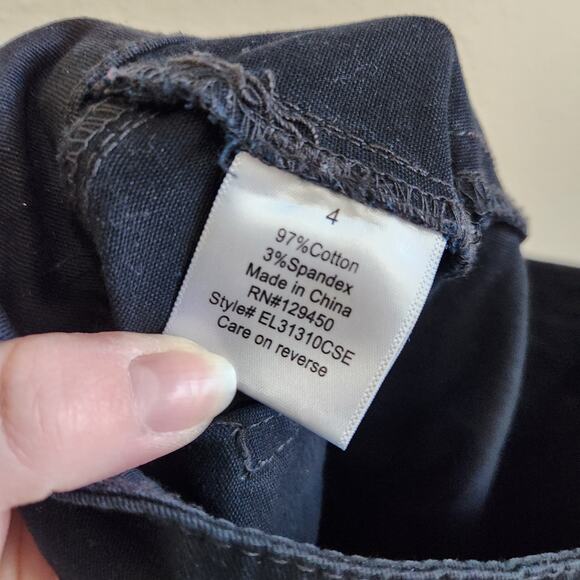 4
97%Cotton
3%Spandex
Made in China
RN#129450
Style# EL31310CSE
Care on reverse